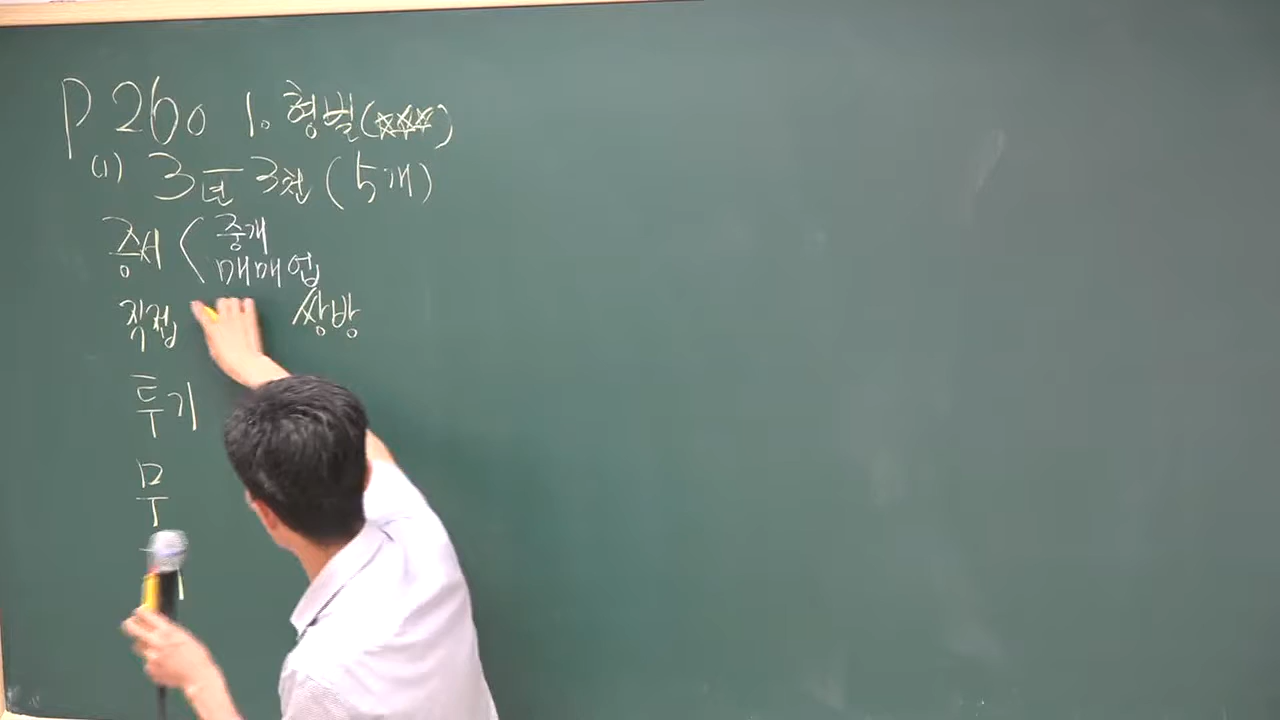 P 260 1. 형벌(☆☆☆)
(1) 3년 3천 (5개)
증서 < 중개
매매업
직접 쌍방
투기
무